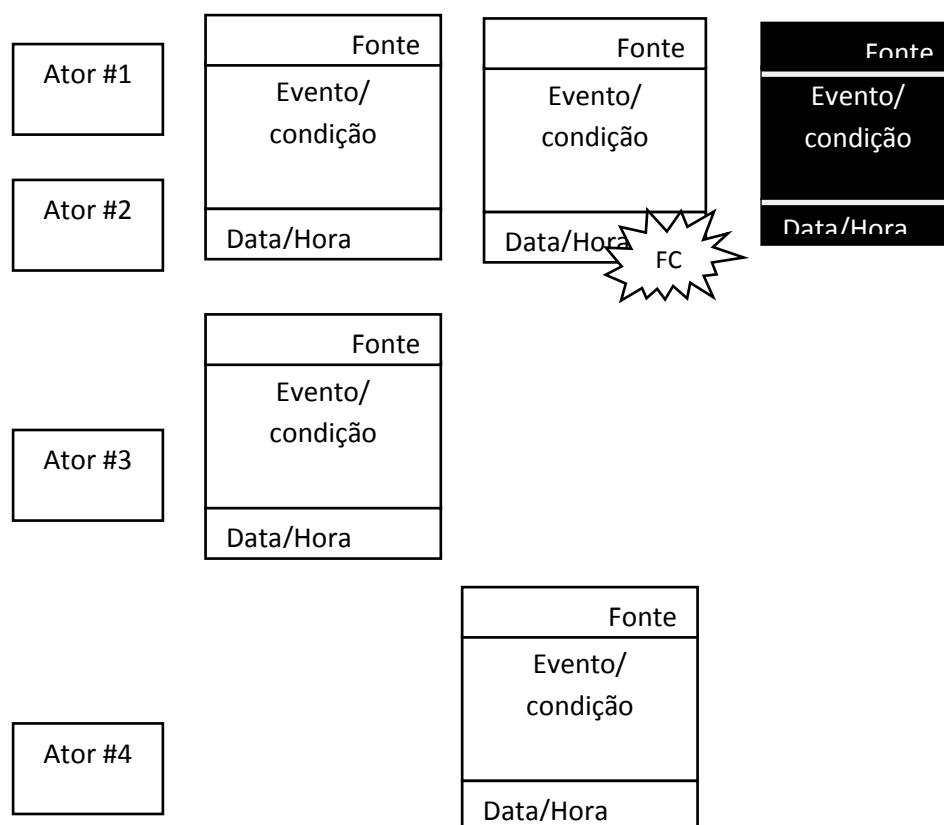 Ator #1
Fonte
Evento/
condição
Data/Hora
Fonte
Evento/
condição
Data/Hora
FC
Fonte
Evento/
condição
Data/Hora
Ator #2
Fonte
Evento/
condição
Data/Hora
Ator #3
Fonte
Evento/
condição
Data/Hora
Ator #4